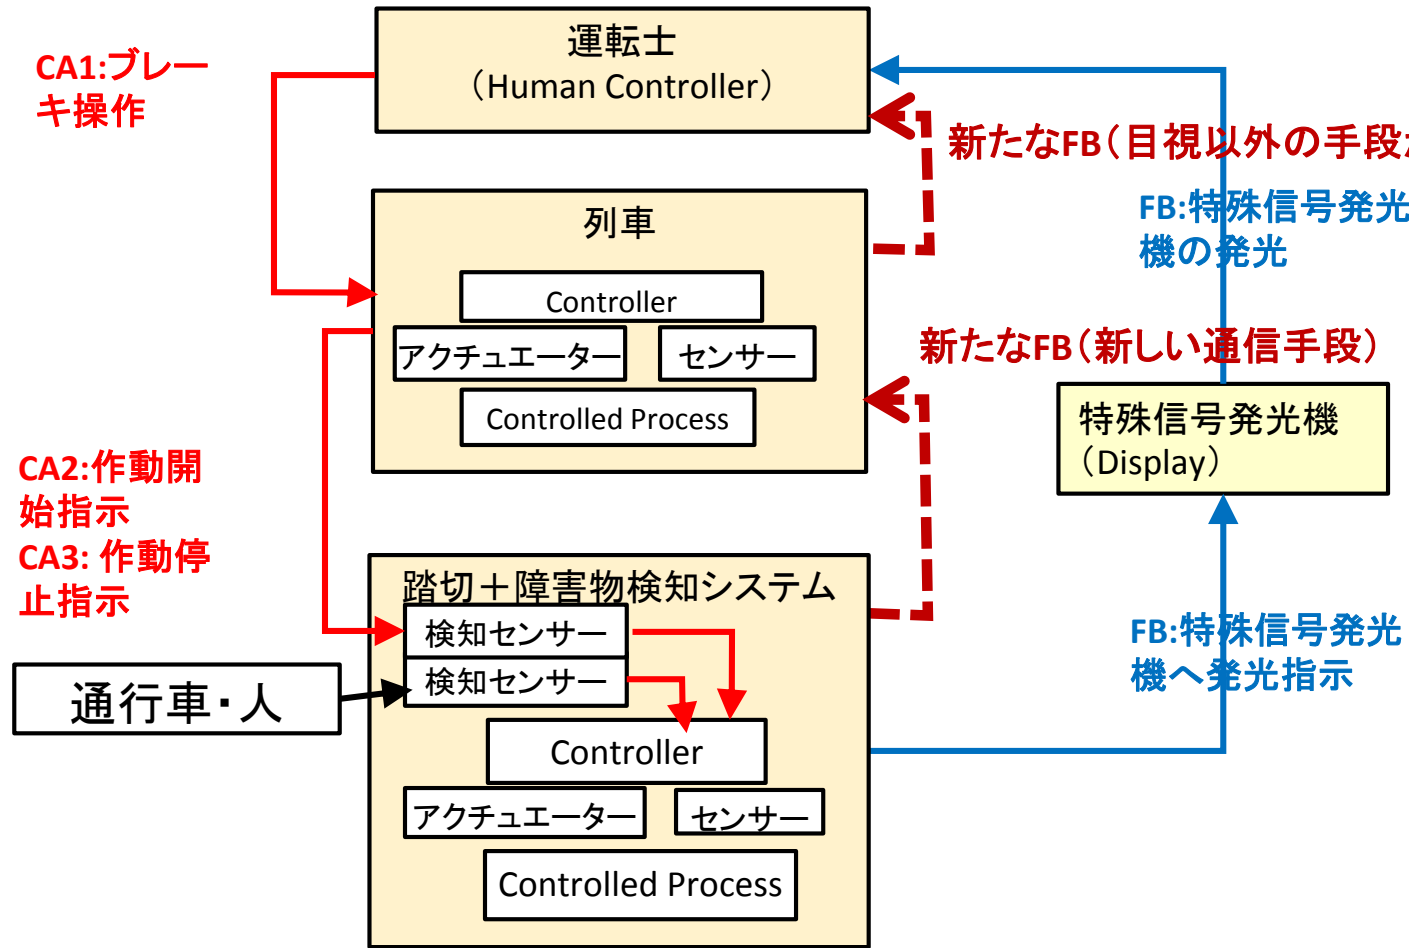 運転士
（Human Controller）
CA1:ブレー
キ操作
新たなFB（目視以外の手段
FB:特殊信号発光
機の発光
列車
Controller
アクチュエーター
センサー
Controlled Process
新たなFB（新しい通信手段）
特殊信号発光機
（Display）
CA2:作動開
始指示
CA3: 作動停
止指示
踏切＋障害物検知システム
検知センサー
検知センサー
通行車・人
FB:特殊信号発光
機へ発光指示
Controller
アクチュエーター
センサー
Controlled Process